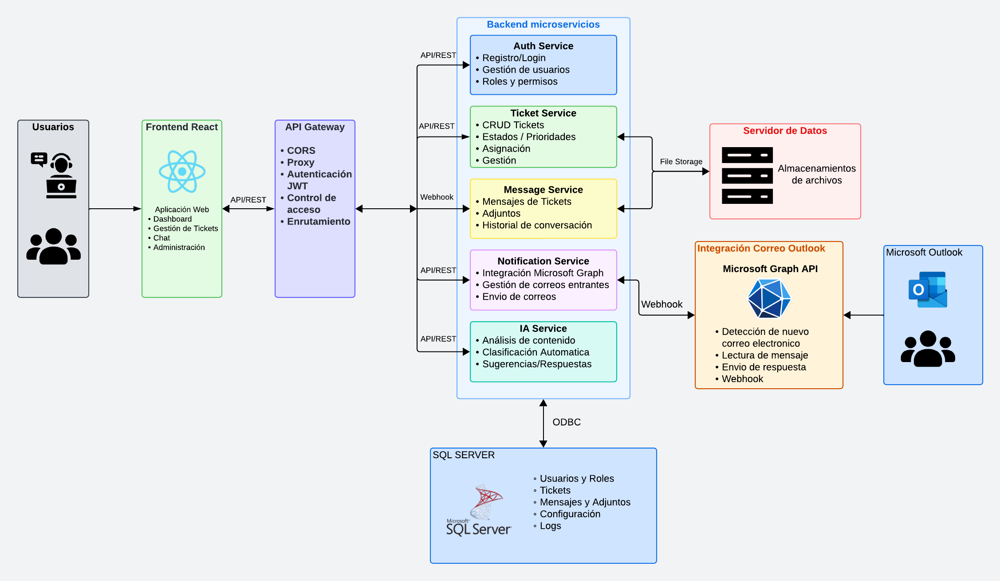 Backend microservicios
Auth Service
• Registro/Login
• Gestión de usuarios
• Roles y permisos
API/REST
Usuarios
Frontend React
Aplicación Web
• Dashboard
• Gestión de Tickets
• Chat
• Administración
API/REST
API Gateway
• CORS
• Proxy
• Autenticación
JWT
• Control de
acceso
• Enrutamiento
API/REST
Ticket Service
• CRUD Tickets
• Estados / Prioridades
• Asignación
• Gestión
Webhook
Message Service
• Mensajes de Tickets
• Adjuntos
• Historial de conversación
File Storage
Servidor de Datos
Almacenamientos
de archivos
API/REST
Notification Service
• Integración Microsoft Graph
• Gestión de correos entrantes
• Envio de correos
Webhook
Integración Correo Outlook
Microsoft Graph API
• Detección de nuevo
correo electronico
• Lectura de mensaje
• Envio de respuesta
• Webhook
Microsoft Outlook
O
API/REST
IA Service
• Análisis de contenido
• Clasificación Automatica
• Sugerencias/Respuestas
ODBC
SQL SERVER
Microsoft®
SQL Server®
◦ Usuarios y Roles
◦ Tickets
◦ Mensajes y Adjuntos
◦ Configuración
◦ Logs